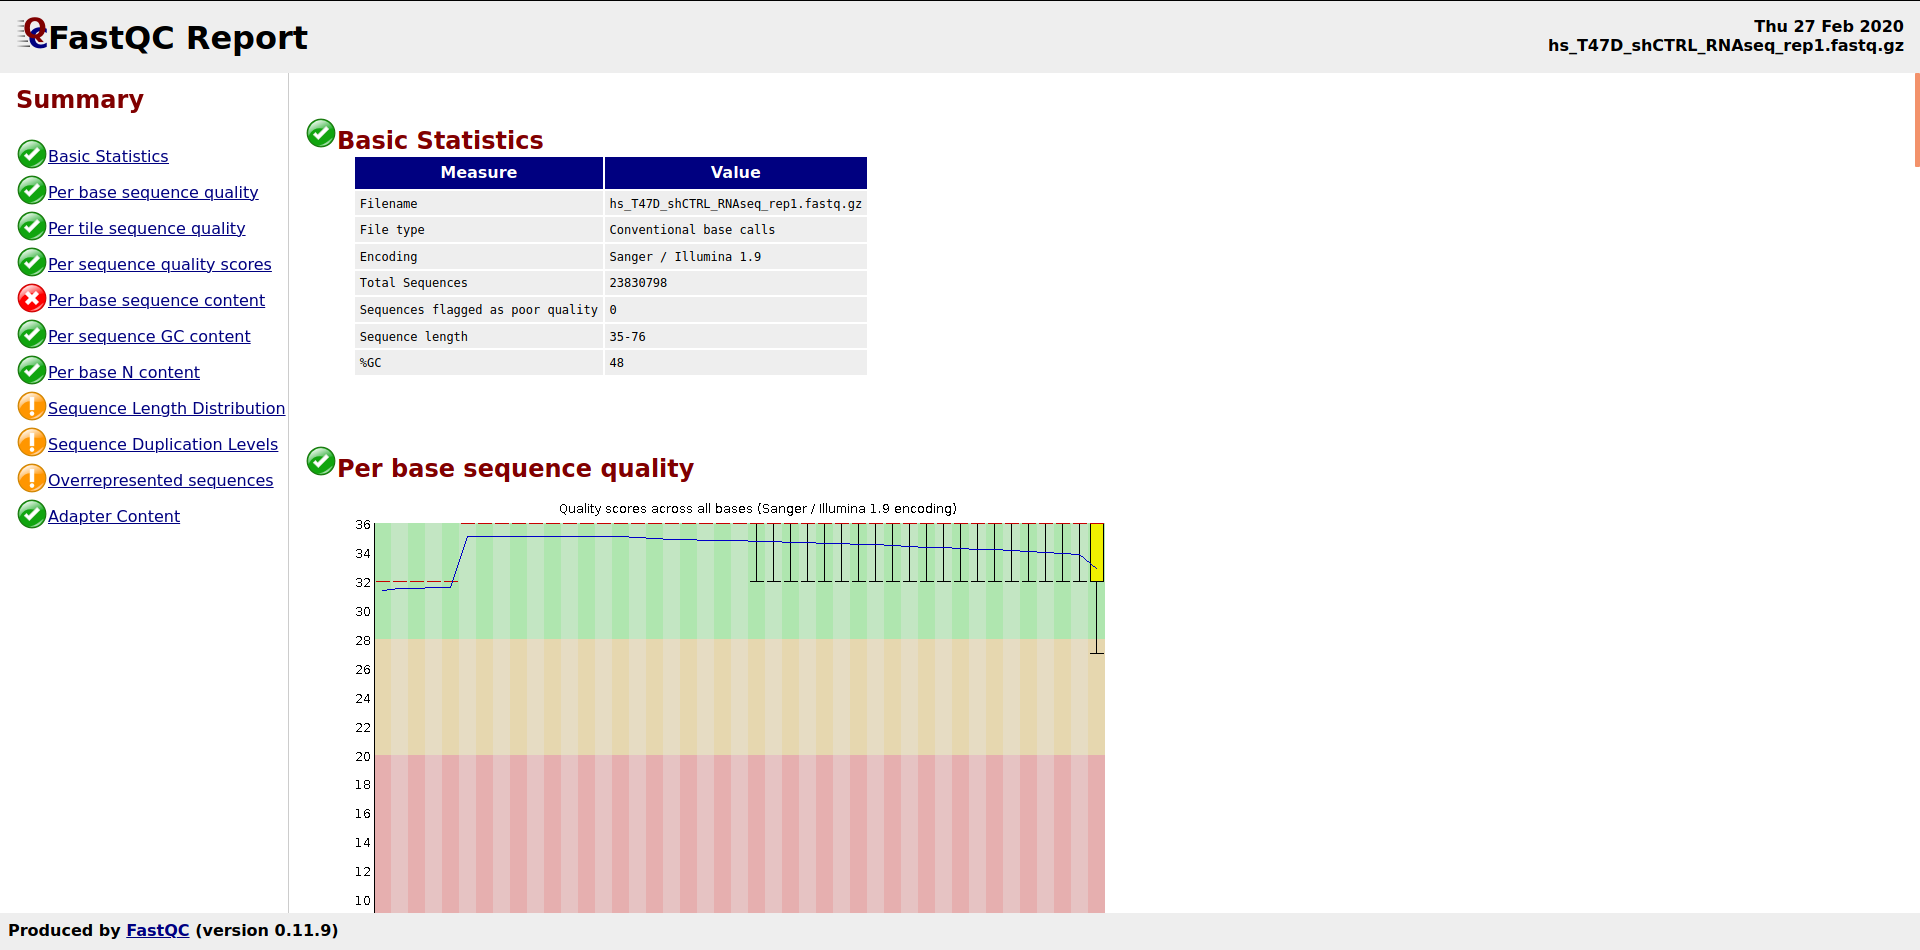 FastQC Report
Thu 27 Feb 2020
hs_T47D_shCTRL_RNAseq_rep1.fastq.gz
Summary
Basic Statistics
Per base sequence quality
Per tile sequence quality
Per sequence quality scores
Per base sequence content
Per sequence GC content
Per base N content
Sequence Length Distribution
Sequence Duplication Levels
Overrepresented sequences
Adapter Content
Basic Statistics
Measure Value
Filename hs_T47D_shCTRL_RNAseq_rep1.fastq.gz
File type Conventional base calls
Encoding Sanger / Illumina 1.9
Total Sequences 23830798
Sequences flagged as poor quality 0
Sequence length 35-76
%GC 48
Per base sequence quality
Quality scores across all bases (Sanger / Illumina 1.9 encoding)
36
34
32
30
28
26
24
22
20
18
16
14
12
10
Produced by FastQC (version 0.11.9)